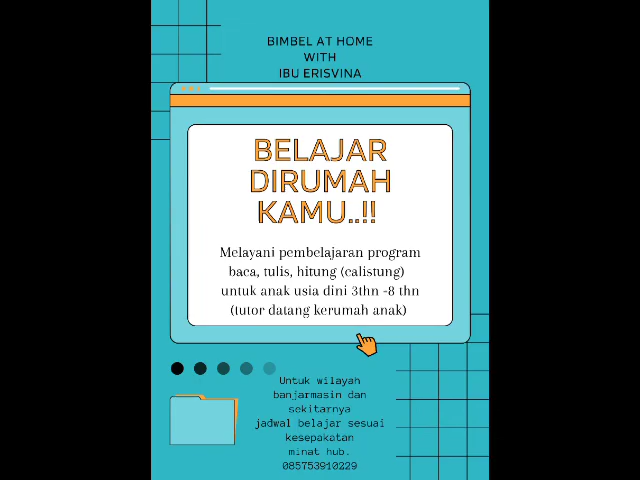 BIMBEL AT HOME
WITH
IBU ERISVINA
BELAJAR
DIRUMAH
KAMU..!!
Melayani pembelajaran program
baca, tulis, hitung (calistung)
untuk anak usia dini 3thn -8 thn
(tutor datang kerumah anak)
Untuk wilayah
banjarmasin dan
sekitarnya
jadwal belajar sesuai
kesepakatan
minat hub.
085753910229